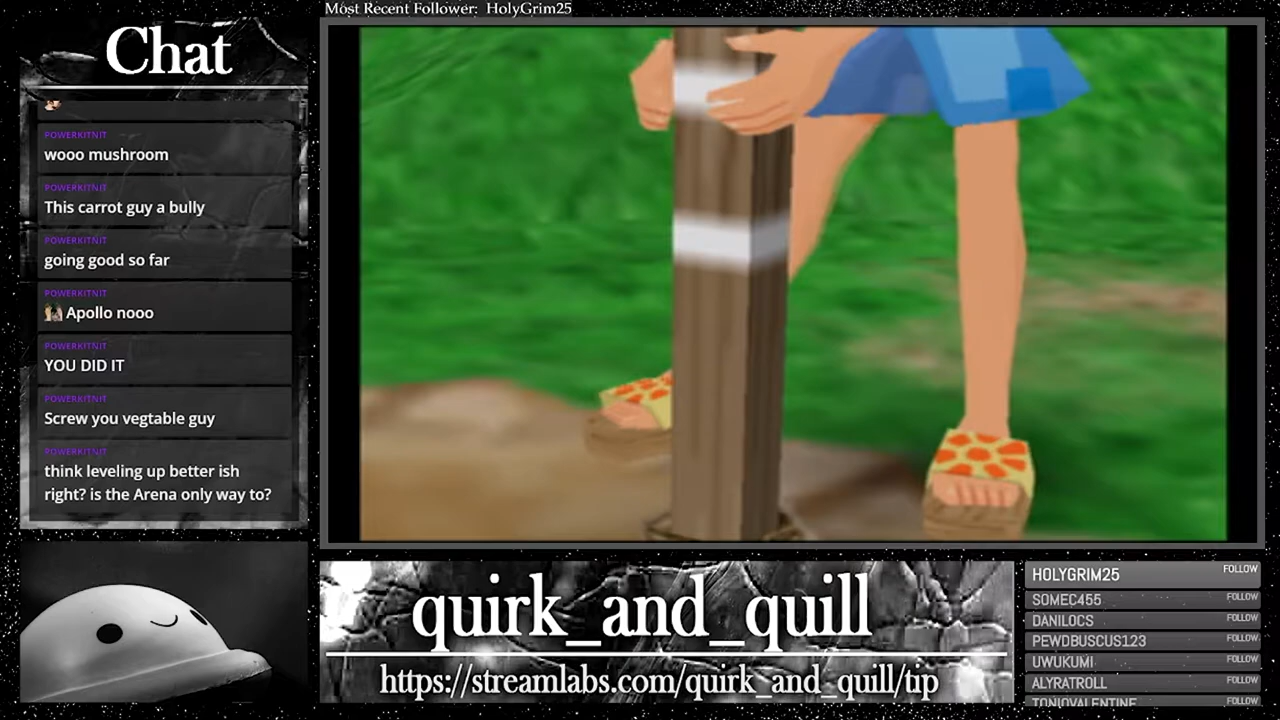 Most Recent Follower: HolyGrim25
Chat
POWERKITNIT
wooo mushroom
POWERKITNIT
This carrot guy a bully
POWERKITNIT
going good so far
POWERKITNIT
Apollo nooo
POWERKITNIT
YOU DID IT
POWERKITNIT
Screw you vegtable guy
POWERKITNIT
think leveling up better ish
right? is the Arena only way to?
quirk_and_quill
https://streamlabs.com/quirk_and_quill/tip
HOLYGRIM25 FOLLOW
SOMEC455 FOLLOW
DANILOCS FOLLOW
PEWDBUSCUS123 FOLLOW
UWUKUMI FOLLOW
ALYRATROLL FOLLOW
TONIOVALENTINE FOLLOW